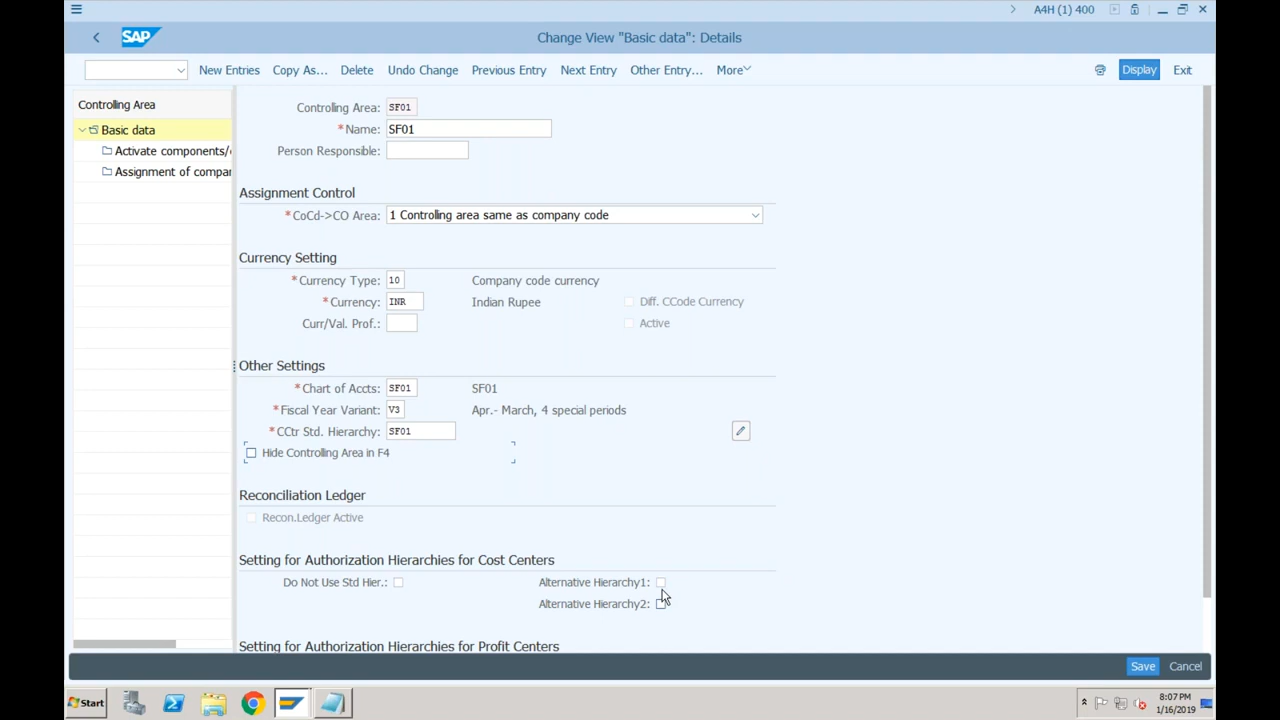 A4H (1) 400
SAP
Change View "Basic data": Details
New Entries Copy As... Delete Undo Change Previous Entry Next Entry Other Entry... More Display Exit
Controlling Area
Basic data
Activate components/
Assignment of compar
Controling Area: SF01
*Name: SF01
Person Responsible:
Assignment Control
*CoCd->CO Area: 1 Controlling area same as company code
Currency Setting
*Currency Type: 10 Company code currency
*Currency: INR Indian Rupee Diff. CCode Currency
Curr/Val. Prof.: Active
Other Settings
*Chart of Accts: SF01 SF01
*Fiscal Year Variant: V3 Apr.- March, 4 special periods
*CCtr Std. Hierarchy: SF01
Hide Controlling Area in F4
Reconciliation Ledger
Recon.Ledger Active
Setting for Authorization Hierarchies for Cost Centers
Do Not Use Std Hier.: Alternative Hierarchy1:
Alternative Hierarchy2:
Setting for Authorization Hierarchies for Profit Centers
Save Cancel
Start
8:07 PM
1/16/2019